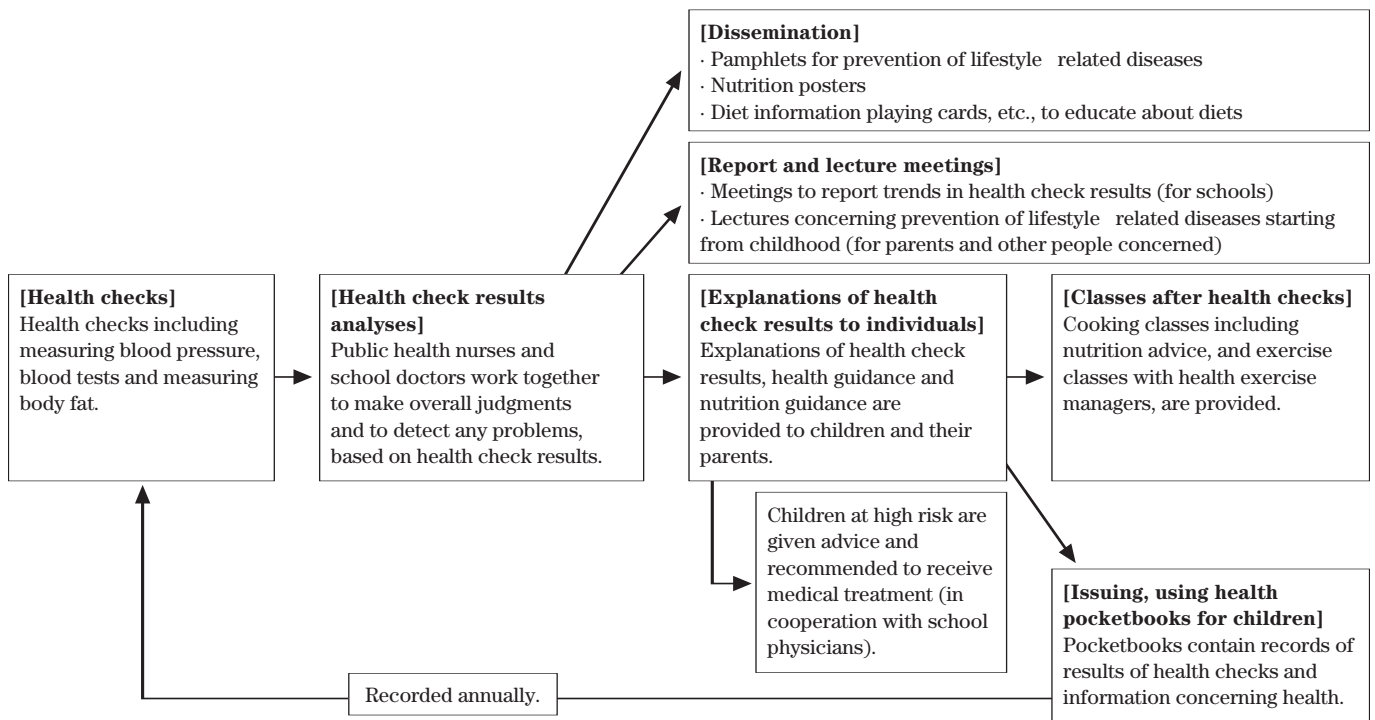 [Dissemination]
· Pamphlets for prevention of lifestyle related diseases
· Nutrition posters
· Diet information playing cards, etc., to educate about diets
[Report and lecture meetings]
· Meetings to report trends in health check results (for schools)
· Lectures concerning prevention of lifestyle related diseases starting
from childhood (for parents and other people concerned)
[Health checks]
Health checks including
measuring blood pressure,
blood tests and measuring
body fat.
[Health check results
analyses]
Public health nurses and
school doctors work together
to make overall judgments
and to detect any problems,
based on health check results.
[Explanations of health
check results to individuals]
Explanations of health check
results, health guidance and
nutrition guidance are
provided to children and their
parents.
[Classes after health checks]
Cooking classes including
nutrition advice, and exercise
classes with health exercise
managers, are provided.
Children at high risk are
given advice and
recommended to receive
medical treatment (in
cooperation with school
physicians).
[Issuing, using health
pocketbooks for children]
Pocketbooks contain records of
results of health checks and
information concerning health.
Recorded annually.